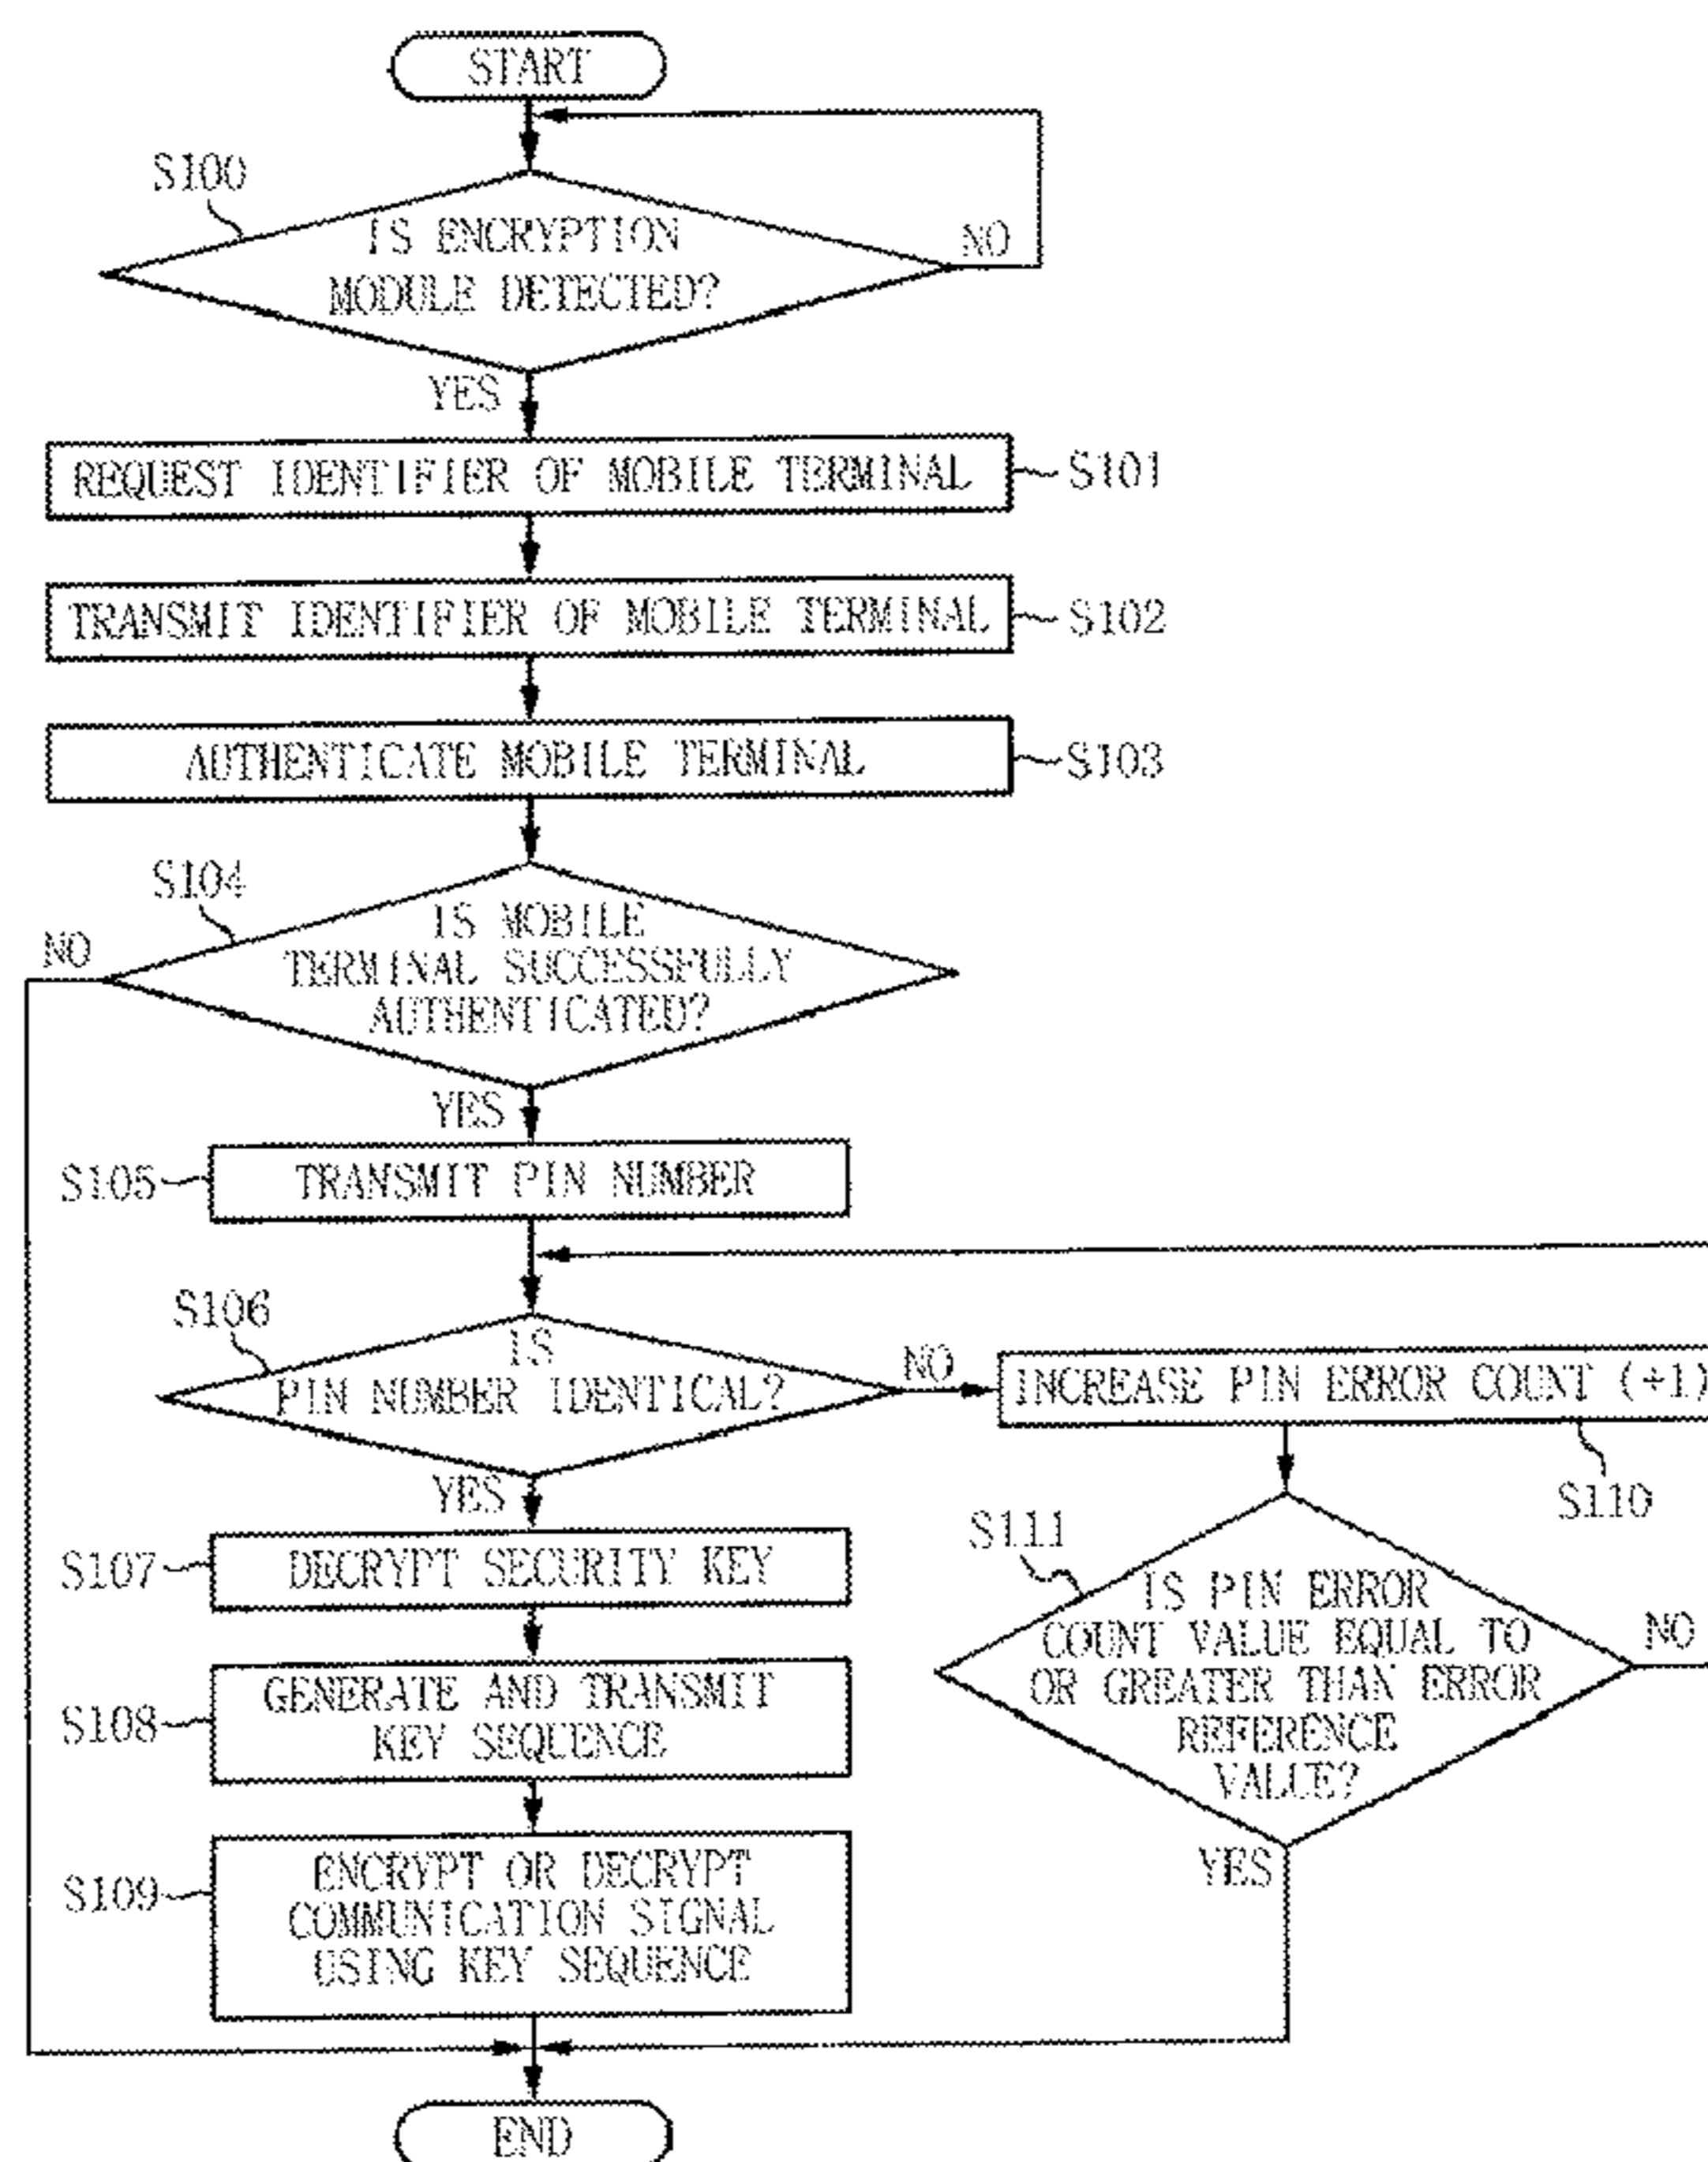 START
S100
IS ENCRYPTION
MODULE DETECTED?
NO
YES
REQUEST IDENTIFIER OF MOBILE TERMINAL
S101
TRANSMIT IDENTIFIER OF MOBILE TERMINAL
S102
AUTHENTICATE MOBILE TERMINAL
S103
S104
NO
IS MOBILE
TERMINAL SUCCESSFULLY
AUTHENTICATED?
YES
S105
TRANSMIT PIN NUMBER
S106
IS
PIN NUMBER IDENTICAL?
NO
INCREASE PIN ERROR COUNT (+1)
S110
YES
S107
DECRYPT SECURITY KEY
S111
IS PIN ERROR
COUNT VALUE EQUAL TO
OR GREATER THAN ERROR
REFERENCE
VALUE?
NO
YES
S108
GENERATE AND TRANSMIT
KEY SEQUENCE
S109
ENCRYPT OR DECRYPT
COMMUNICATION SIGNAL
USING KEY SEQUENCE
END